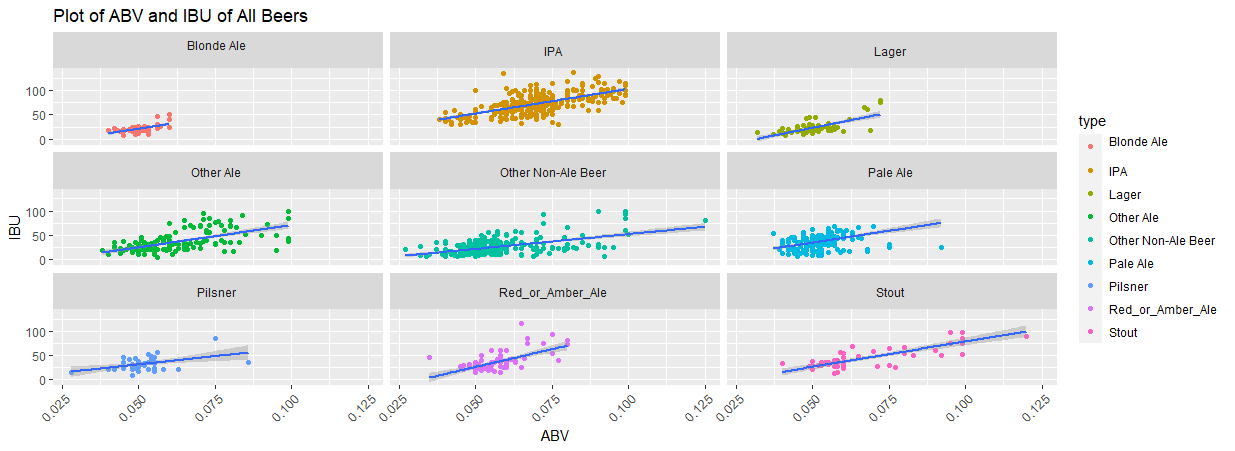 Plot of ABV and IBU of All Beers
Blonde Ale IPA Lager
100
50
0
Other Ale Other Non-Ale Beer Pale Ale
100
50
0
Pilsner Red_or_Amber_Ale Stout
100
50
0
0.025 0.050 0.075 0.100 0.125 0.025 0.050 0.075 0.100 0.125 0.025 0.050 0.075 0.100 0.125
ABV
IBU
type
Blonde Ale
IPA
Lager
Other Ale
Other Non-Ale Beer
Pale Ale
Pilsner
Red_or_Amber_Ale
Stout